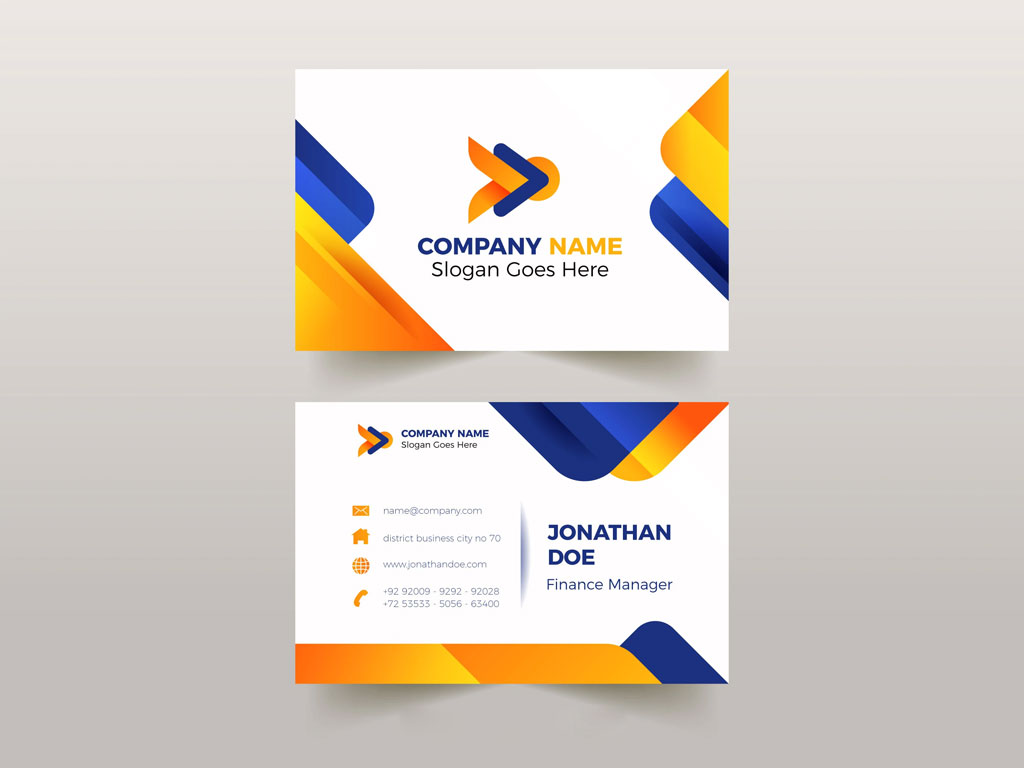 COMPANY NAME
Slogan Goes Here
COMPANY NAME
Slogan Goes Here
name@company.com
district business city no 70
www.jonathandoe.com
+92 92009 - 9292 - 92028
+72 53533 - 5056 - 63400
JONATHAN
DOE
Finance Manager